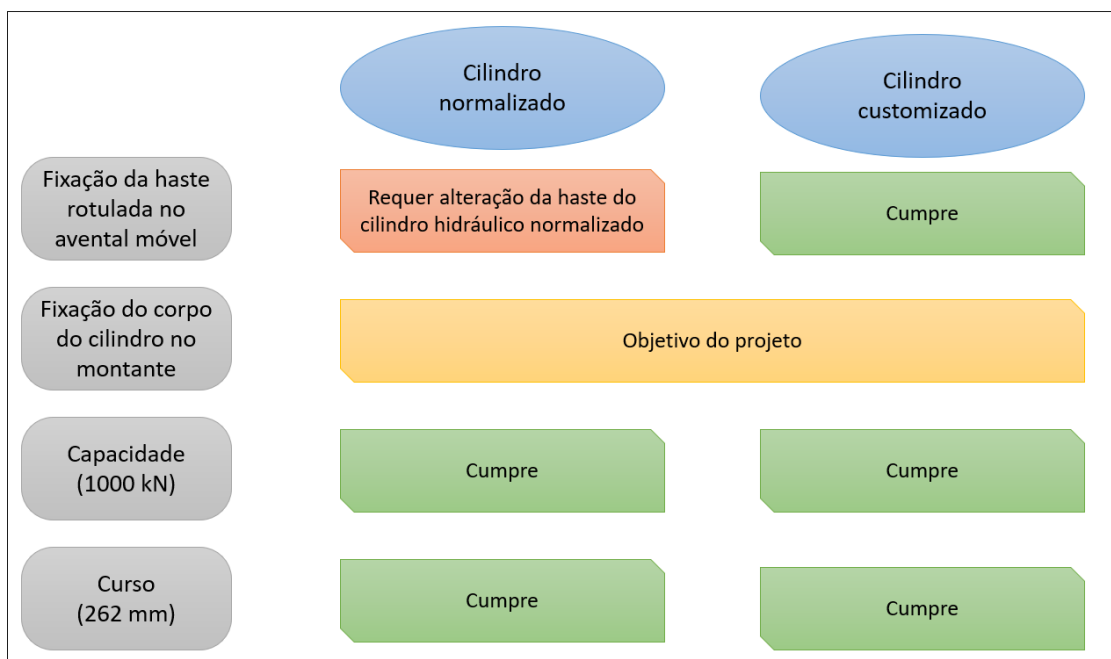 Cilindro
normalizado
Cilindro
customizado
Fixação da haste
rotulada no
avental móvel
Requer alteração da haste do
cilindro hidráulico normalizado
Cumpre
Fixação do corpo
do cilindro no
montante
Objetivo do projeto
Capacidade
(1000 kN)
Cumpre
Cumpre
Curso
(262 mm)
Cumpre
Cumpre